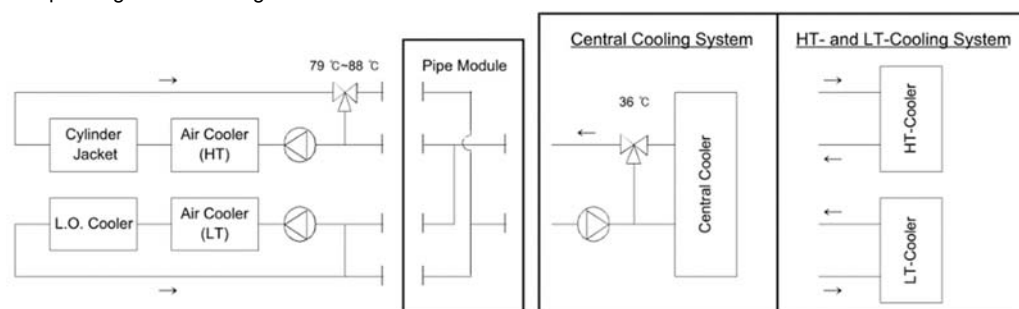 Central Cooling System
HT- and LT-Cooling System
79 ℃~88 ℃
Pipe Module
36 ℃
Cylinder
Jacket
Air Cooler
(HT)
L.O. Cooler
Air Cooler
(LT)
Central Cooler
HT-Cooler
LT-Cooler